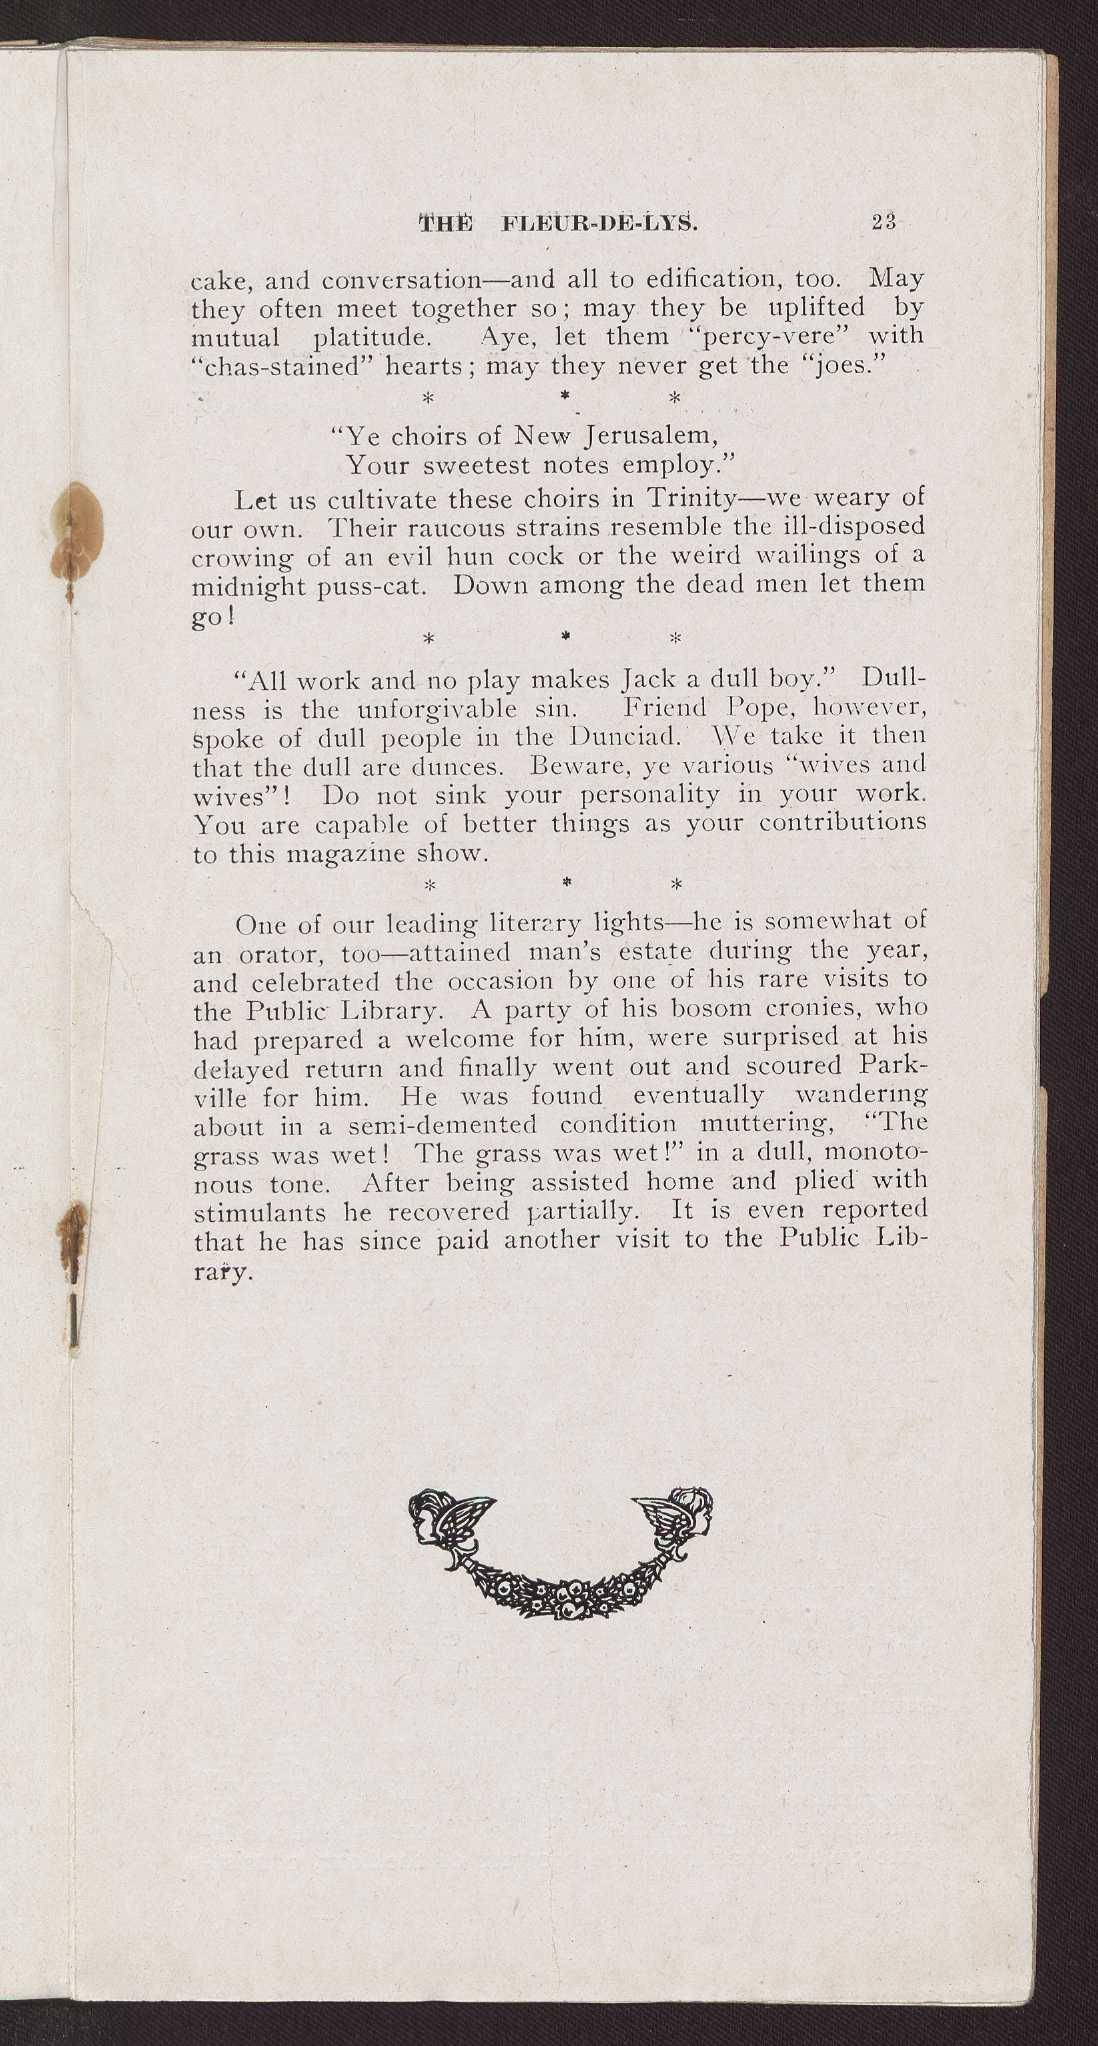 THE FLEUR-DE-LYS. 23
cake, and conversation—and all to edification, too. May
they often meet together so; may they be uplifted by
mutual platitude. Aye, let them "percy-vere" with
"chas-stained" hearts; may they never get the "joes."
* * *
"Ye choirs of New Jerusalem,
Your sweetest notes employ."
Let us cultivate these choirs in Trinity—we weary of
our own. Their raucous strains resemble the ill-disposed
crowing of an evil hun cock or the weird wailings of a
midnight puss-cat. Down among the dead men let them
go!
* * *
"All work and no play makes Jack a dull boy." Dull-
ness is the unforgivable sin. Friend Pope, however,
spoke of dull people in the Dunciad. We take it then
that the dull are dunces. Beware, ye various "wives and
wives"! Do not sink your personality in your work.
You are capable of better things as your contributions
to this magazine show.
* * *
One of our leading literary lights—he is somewhat of
an orator, too—attained man's estate during the year,
and celebrated the occasion by one of his rare visits to
the Public Library. A party of his bosom cronies, who
had prepared a welcome for him, were surprised at his
delayed return and finally went out and scoured Park-
ville for him. He was found eventually wandering
about in a semi-demented condition muttering, "The
grass was wet! The grass was wet!" in a dull, monoto-
nous tone. After being assisted home and plied with
stimulants he recovered partially. It is even reported
that he has since paid another visit to the Public Lib-
rary.